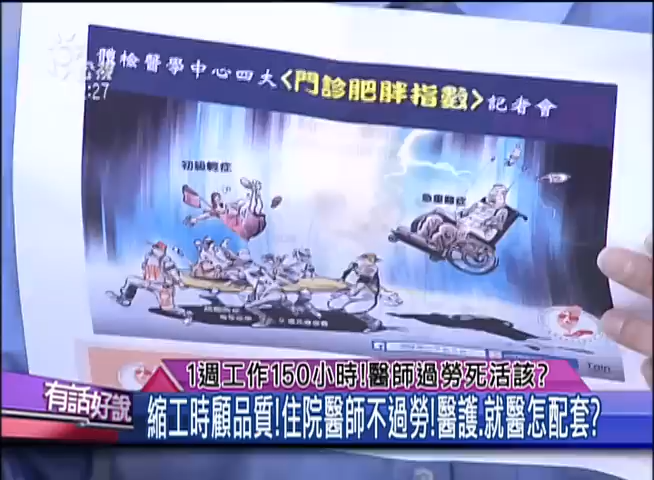 體檢醫學中心四大<門診肥胖指數>記者會
:27
初級輕症
急重難症
1週工作150小時!醫師過勞死活該?
有話好說
縮工時顧品質!住院醫師不過勞!醫護.就醫怎配套?